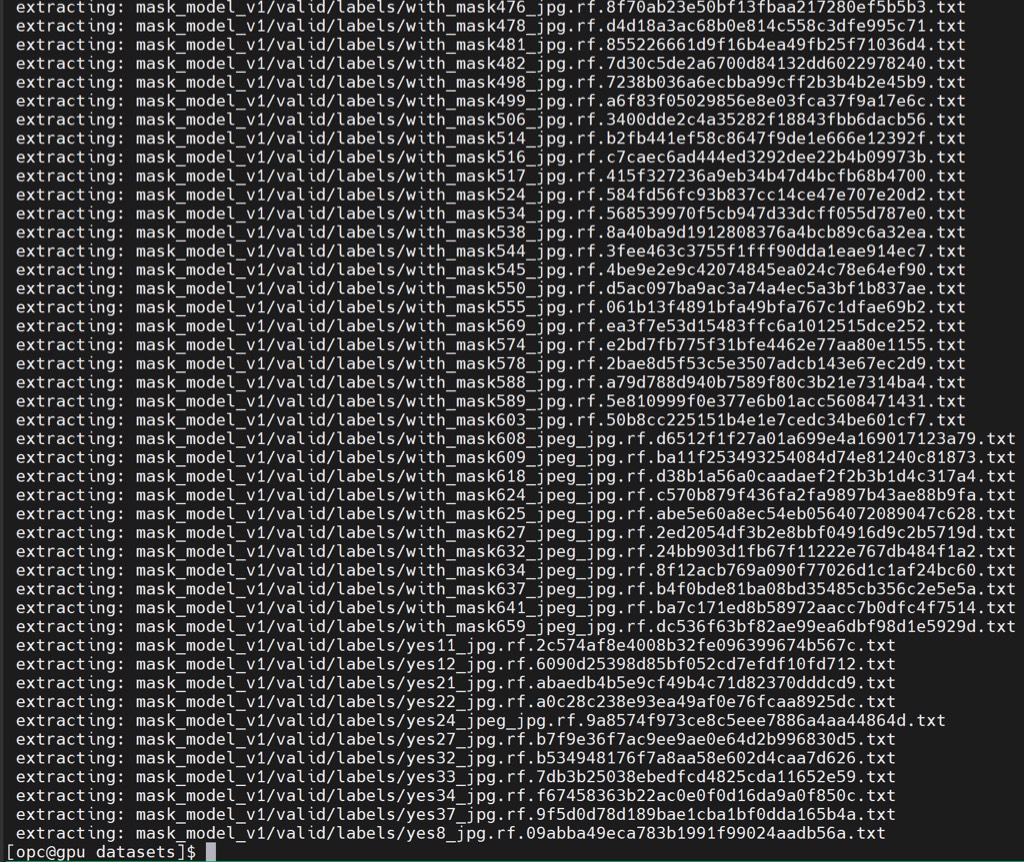 extracting: mask_model_v1/valid/labels/with_mask476_jpg.rf.8f70ab23e50bf13fbaa217280ef5b5b3.txt
extracting: mask_model_v1/valid/labels/with_mask478_jpg.rf.d4d18a3ac68b0e814c558c3dfe995c71.txt
extracting: mask_model_v1/valid/labels/with_mask481_jpg.rf.855226661d9f16b4ea49fb25f71036d4.txt
extracting: mask_model_v1/valid/labels/with_mask482_jpg.rf.7d30c5de2a6700d84132dd6022978240.txt
extracting: mask_model_v1/valid/labels/with_mask498_jpg.rf.7238b036a6ecbba99cff2b3b4b2e45b9.txt
extracting: mask_model_v1/valid/labels/with_mask499_jpg.rf.a6f83f05029856e8e03fca37f9a17e6c.txt
extracting: mask_model_v1/valid/labels/with_mask506_jpg.rf.3400dde2c4a35282f18843fbb6dacb56.txt
extracting: mask_model_v1/valid/labels/with_mask514_jpg.rf.b2fb441ef58c8647f9de1e666e12392f.txt
extracting: mask_model_v1/valid/labels/with_mask516_jpg.rf.c7caec6ad444ed3292dee22b4b09973b.txt
extracting: mask_model_v1/valid/labels/with_mask517_jpg.rf.415f327236a9eb34b47d4bcfb68b4700.txt
extracting: mask_model_v1/valid/labels/with_mask524_jpg.rf.584fd56fc93b837cc14ce47e707e20d2.txt
extracting: mask_model_v1/valid/labels/with_mask534_jpg.rf.568539970f5cb947d33dcff055d787e0.txt
extracting: mask_model_v1/valid/labels/with_mask538_jpg.rf.8a40ba9d1912808376a4bcb89c6a32ea.txt
extracting: mask_model_v1/valid/labels/with_mask544_jpg.rf.3fee463c3755f1fff90dda1eae914ec7.txt
extracting: mask_model_v1/valid/labels/with_mask545_jpg.rf.4be9e2e9c42074845ea024c78e64ef90.txt
extracting: mask_model_v1/valid/labels/with_mask550_jpg.rf.d5ac097ba9ac3a74a4ec5a3bf1b837ae.txt
extracting: mask_model_v1/valid/labels/with_mask555_jpg.rf.061b13f4891bfa49bfa767c1dfae69b2.txt
extracting: mask_model_v1/valid/labels/with_mask569_jpg.rf.ea3f7e53d15483ffc6a1012515dce252.txt
extracting: mask_model_v1/valid/labels/with_mask574_jpg.rf.e2bd7fb775f31bfe4462e77aa80e1155.txt
extracting: mask_model_v1/valid/labels/with_mask578_jpg.rf.2bae8d5f53c5e3507adcb143e67ec2d9.txt
extracting: mask_model_v1/valid/labels/with_mask588_jpg.rf.a79d788d940b7589f80c3b21e7314ba4.txt
extracting: mask_model_v1/valid/labels/with_mask589_jpg.rf.5e810999f0e377e6b01acc5608471431.txt
extracting: mask_model_v1/valid/labels/with_mask603_jpg.rf.50b8cc225151b4e1e7cedc34be601cf7.txt
extracting: mask_model_v1/valid/labels/with_mask608_jpeg_jpg.rf.d6512f1f27a01a699e4a169017123a79.txt
extracting: mask_model_v1/valid/labels/with_mask609_jpeg_jpg.rf.ba11f253493254084d74e81240c81873.txt
extracting: mask_model_v1/valid/labels/with_mask618_jpeg_jpg.rf.d38b1a56a0caadaef2f2b3b1d4c317a4.txt
extracting: mask_model_v1/valid/labels/with_mask624_jpeg_jpg.rf.c570b879f436fa2fa9897b43ae88b9fa.txt
extracting: mask_model_v1/valid/labels/with_mask625_jpeg_jpg.rf.abe5e60a8ec54eb0564072089047c628.txt
extracting: mask_model_v1/valid/labels/with_mask627_jpeg_jpg.rf.2ed2054df3b2e8bbf04916d9c2b5719d.txt
extracting: mask_model_v1/valid/labels/with_mask632_jpeg_jpg.rf.24bb903d1fb67f11222e767db484f1a2.txt
extracting: mask_model_v1/valid/labels/with_mask634_jpeg_jpg.rf.8f12acb769a090f77026d1c1af24bc60.txt
extracting: mask_model_v1/valid/labels/with_mask637_jpeg_jpg.rf.b4f0bde81ba08bd35485cb356c2e5e5a.txt
extracting: mask_model_v1/valid/labels/with_mask641_jpeg_jpg.rf.ba7c171ed8b58972aacc7b0dfc4f7514.txt
extracting: mask_model_v1/valid/labels/with_mask659_jpeg_jpg.rf.dc536f63bf82ae99ea6dbf98d1e5929d.txt
extracting: mask_model_v1/valid/labels/yes11_jpg.rf.2c574af8e4008b32fe096399674b567c.txt
extracting: mask_model_v1/valid/labels/yes12_jpg.rf.6090d25398d85bf052cd7efdf10fd712.txt
extracting: mask_model_v1/valid/labels/yes21_jpg.rf.abaedb4b5e9cf49b4c71d82370dddcd9.txt
extracting: mask_model_v1/valid/labels/yes22_jpg.rf.a0c28c238e93ea49af0e76fcaa8925dc.txt
extracting: mask_model_v1/valid/labels/yes24_jpeg_jpg.rf.9a8574f973ce8c5eee7886a4aa44864d.txt
extracting: mask_model_v1/valid/labels/yes27_jpg.rf.b7f9e36f7ac9ee9ae0e64d2b996830d5.txt
extracting: mask_model_v1/valid/labels/yes32_jpg.rf.b534948176f7a8aa58e602d4caa7d626.txt
extracting: mask_model_v1/valid/labels/yes33_jpg.rf.7db3b25038ebedfcd4825cda11652e59.txt
extracting: mask_model_v1/valid/labels/yes34_jpg.rf.f67458363b22ac0e0f0d16da9a0f850c.txt
extracting: mask_model_v1/valid/labels/yes37_jpg.rf.9f5d0d78d189bae1cba1bf0dda165b4a.txt
extracting: mask_model_v1/valid/labels/yes8_jpg.rf.09abba49eca783b1991f99024aadb56a.txt
[opc@gpu datasets]$